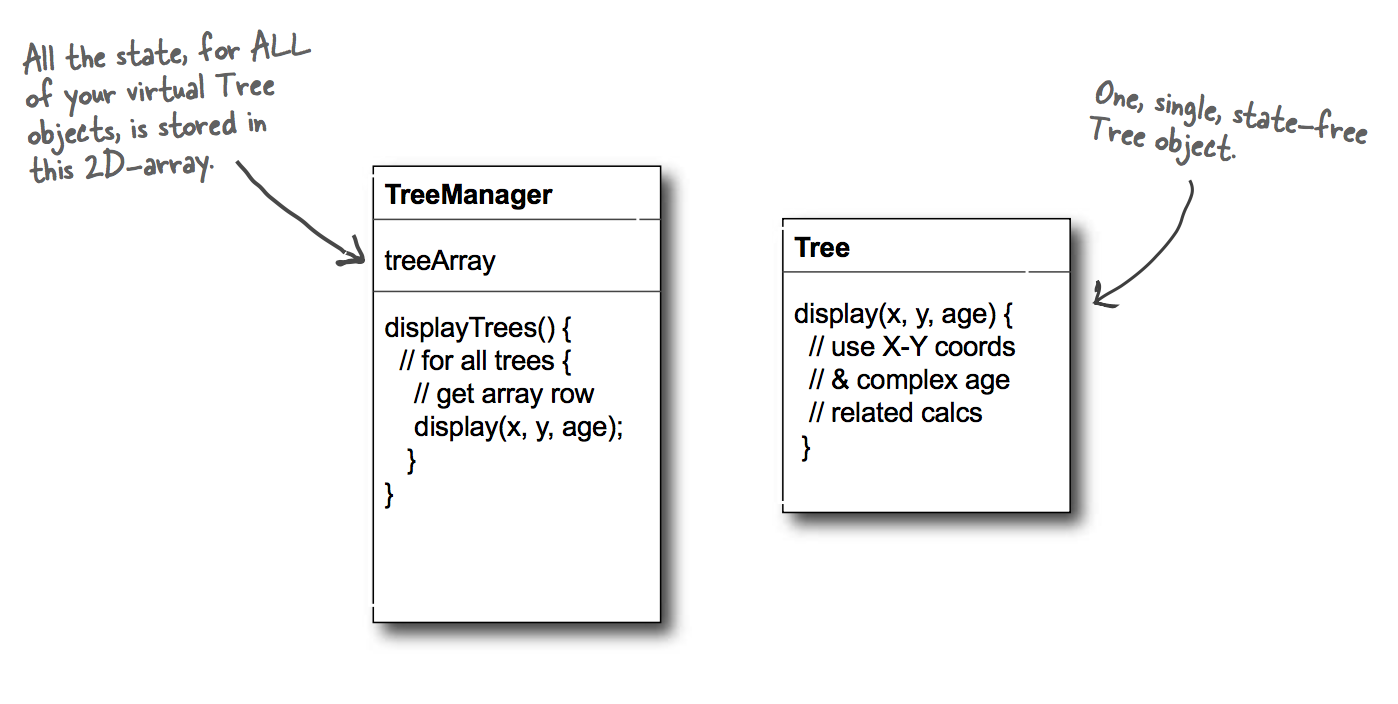 All the state, for ALL
of your virtual Tree
objects, is stored in
this 2D-array.
TreeManager
treeArray
displayTrees() {
// for all trees {
// get array row
display(x, y, age);
}
}
One, single, state-free
Tree object.
Tree
display(x, y, age) {
// use X-Y coords
// & complex age
// related calcs
}